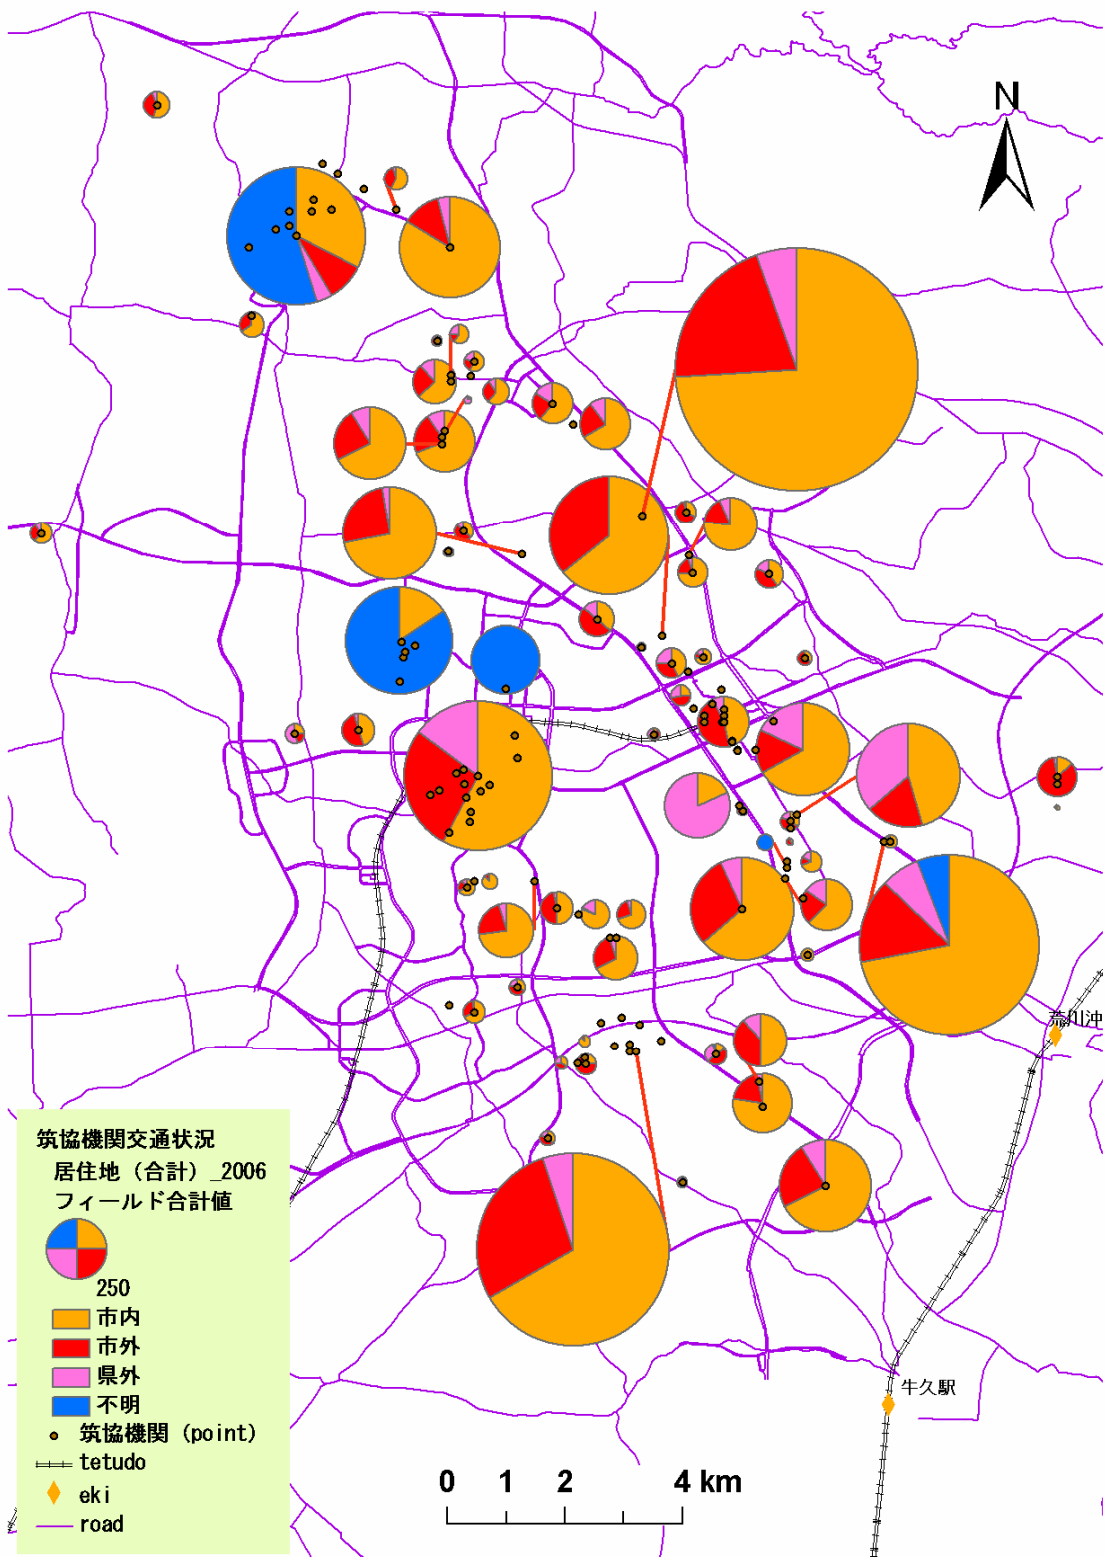 N
荒川沖
牛久駅
筑協機関交通状況
居住地（合計）_2006
フィールド合計値
250
市内
市外
県外
不明
筑協機関 (point)
tetudo
eki
road
0 1 2 4 km